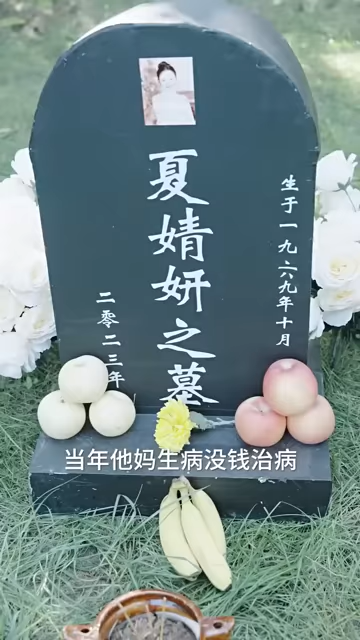 夏婧妍之墓
生于一九六九年十月
二零二三年
当年他妈生病没钱治病